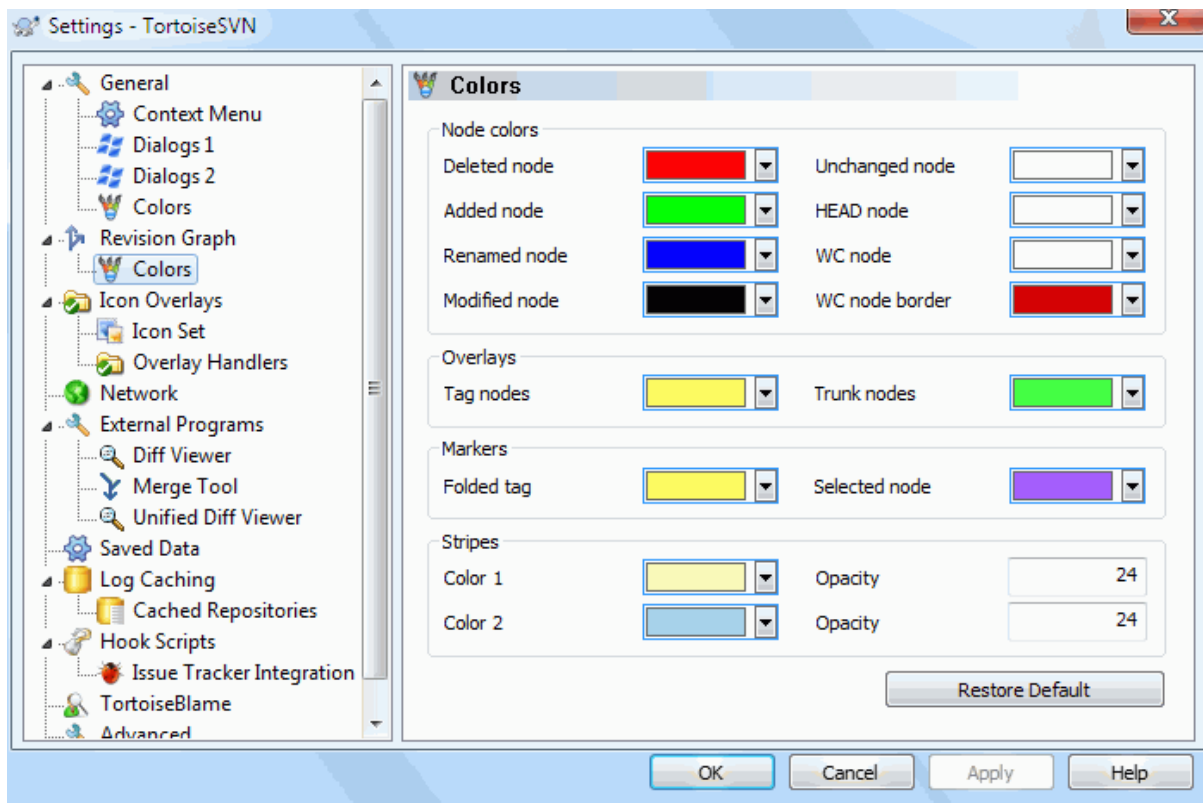 Settings - TortoiseSVN
General
Context Menu
Dialogs 1
Dialogs 2
Colors
Revision Graph
Colors
Icon Overlays
Icon Set
Overlay Handlers
Network
External Programs
Diff Viewer
Merge Tool
Unified Diff Viewer
Saved Data
Log Caching
Cached Repositories
Hook Scripts
Issue Tracker Integration
TortoiseBlame
Advanced
Colors
Node colors
Deleted node
Unchanged node
Added node
HEAD node
Renamed node
WC node
Modified node
WC node border
Overlays
Tag nodes
Trunk nodes
Markers
Folded tag
Selected node
Stripes
Color 1
Opacity
24
Color 2
Opacity
24
Restore Default
OK
Cancel
Apply
Help